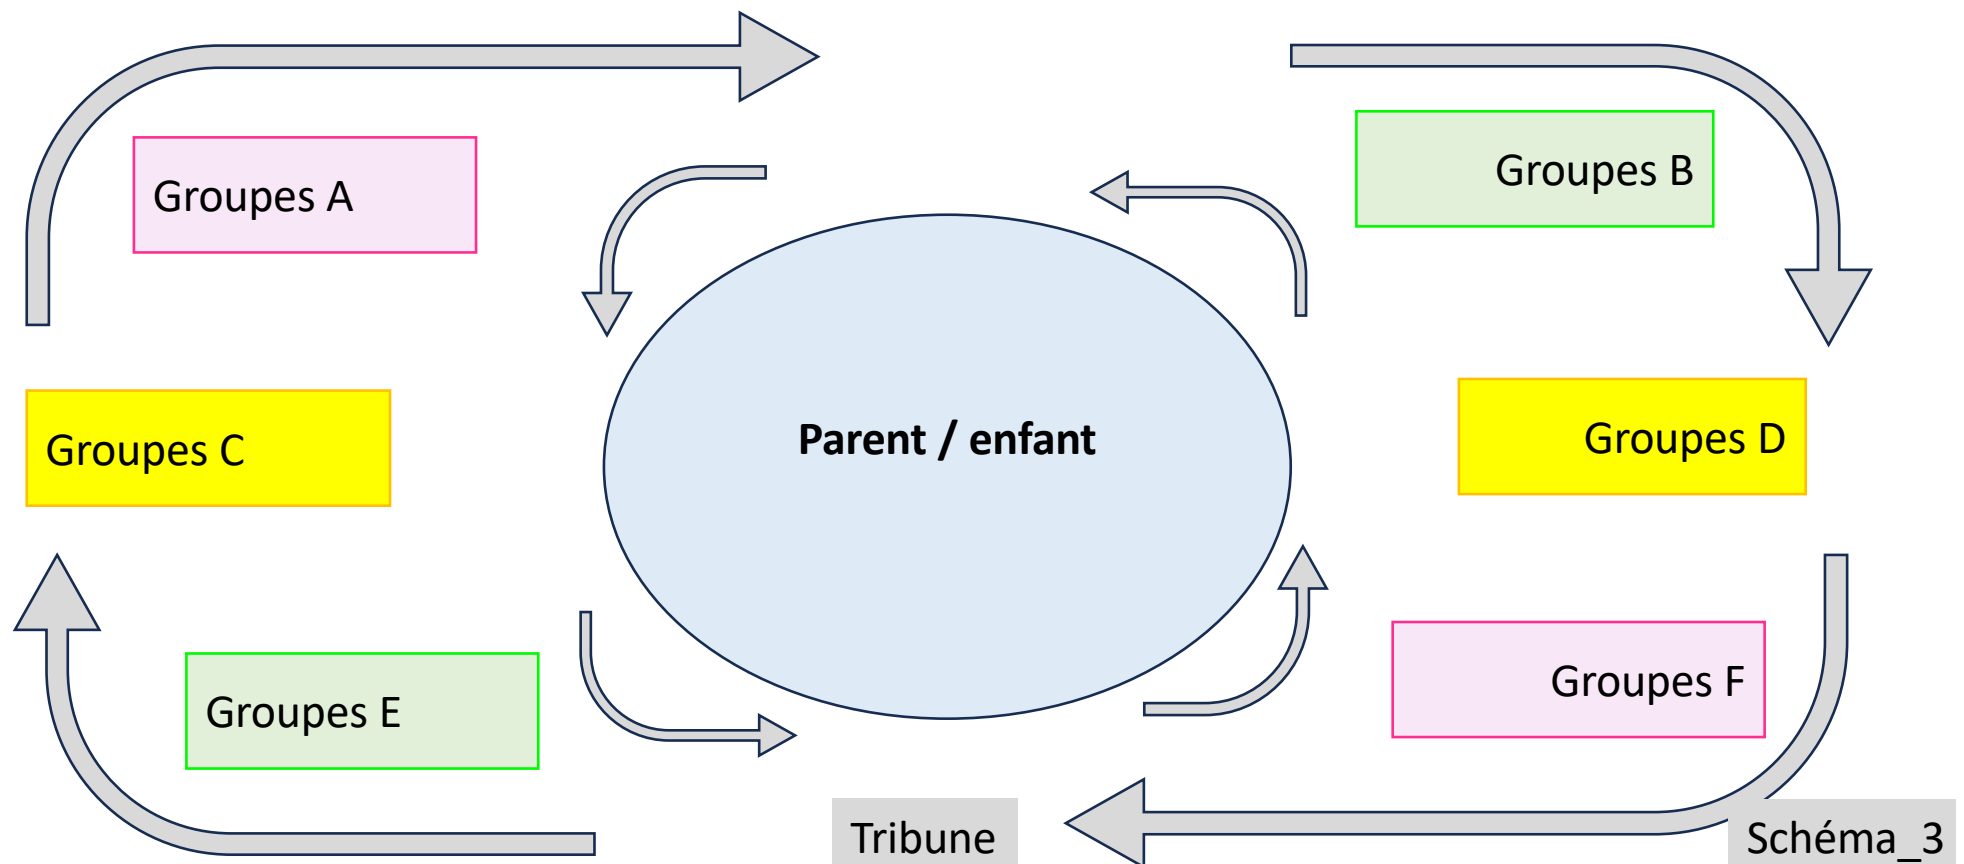 Groupes A
Groupes B
Groupes C
Parent / enfant
Groupes D
Groupes E
Groupes F
Tribune
Schéma_3